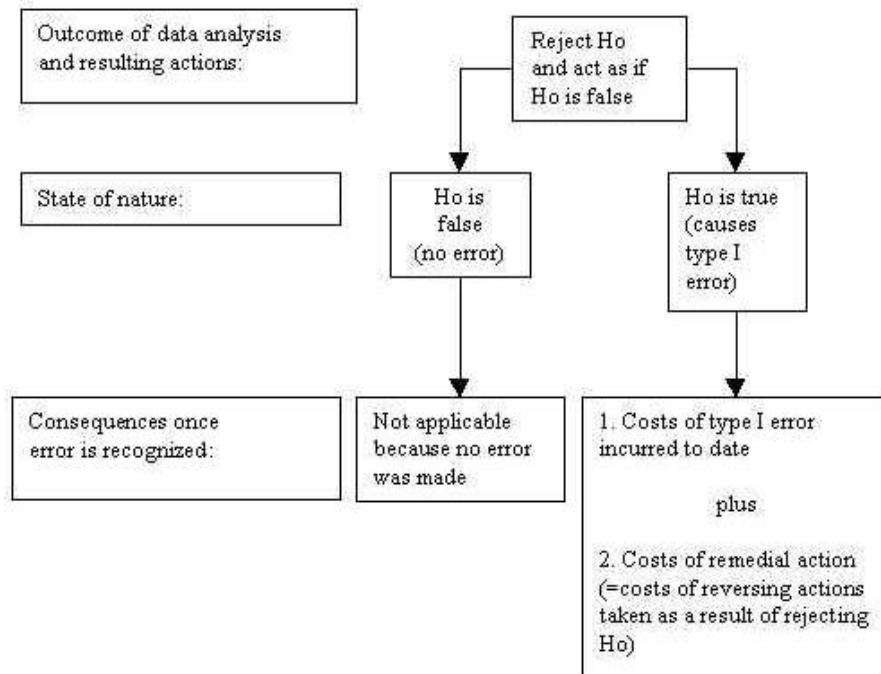 Outcome of data analysis
and resulting actions:
Reject Ho
and act as if
Ho is false
State of nature:
Ho is
false
(no error)
Ho is true
(causes
type I
error)
Consequences once
error is recognized:
Not applicable
because no error
was made
1. Costs of type I error
incurred to date
plus
2. Costs of remedial action
(=costs of reversing actions
taken as a result of rejecting
Ho)